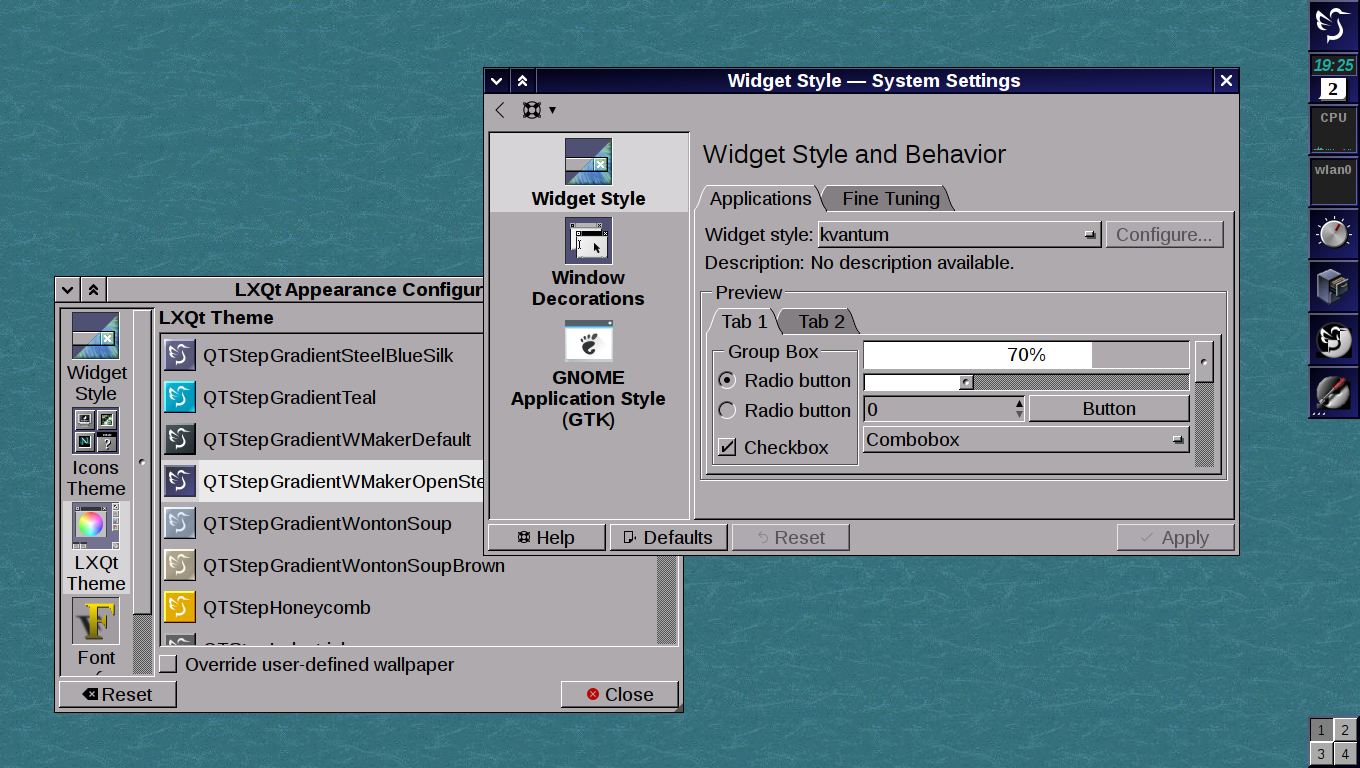 Widget Style — System Settings
Widget Style
Window
Decorations
GNOME
Application Style
(GTK)
Widget Style and Behavior
Applications
Fine Tuning
Widget style:
kvantum
Configure...
Description: No description available.
Preview
Tab 1
Tab 2
Group Box
Radio button
Radio button
Checkbox
70%
0
Button
Combobox
Help
Defaults
Reset
Apply
LXQt Appearance Configur
Widget
Style
Icons
Theme
LXQt
Theme
Font
LXQt Theme
QTStepGradientSteelBlueSilk
QTStepGradientTeal
QTStepGradientWMakerDefault
QTStepGradientWMakerOpenSte
QTStepGradientWontonSoup
QTStepGradientWontonSoupBrown
QTStepHoneycomb
Override user-defined wallpaper
Reset
Close
19:25
2
CPU
wlan0
1
2
3
4